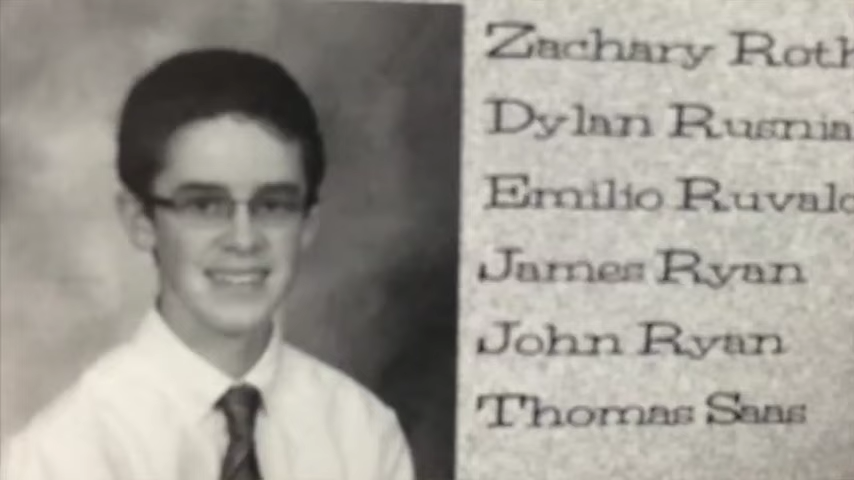 Zachary Roth
Dylan Rusnia
Emilio Ruvalc
James Ryan
John Ryan
Thomas Saas